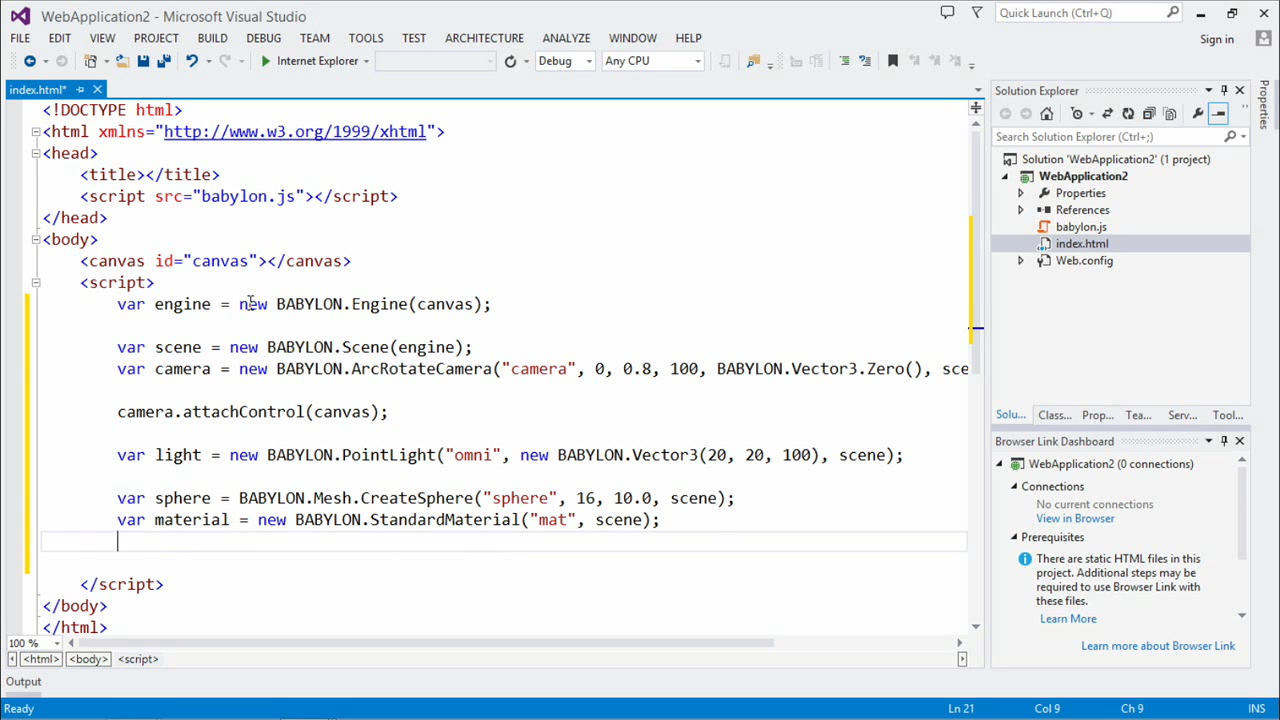 WebApplication2 - Microsoft Visual Studio
Quick Launch (Ctrl+Q)
FILE EDIT VIEW PROJECT BUILD DEBUG TEAM TOOLS TEST ARCHITECTURE ANALYZE WINDOW HELP
Sign in
Internet Explorer Debug Any CPU
index.html*
<!DOCTYPE html>
<html xmlns="http://www.w3.org/1999/xhtml">
<head>
<title></title>
<script src="babylon.js"></script>
</head>
<body>
<canvas id="canvas"></canvas>
<script>
var engine = new BABYLON.Engine(canvas);
var scene = new BABYLON.Scene(engine);
var camera = new BABYLON.ArcRotateCamera("camera", 0, 0.8, 100, BABYLON.Vector3.Zero(), sce
camera.attachControl(canvas);
var light = new BABYLON.PointLight("omni", new BABYLON.Vector3(20, 20, 100), scene);
var sphere = BABYLON.Mesh.CreateSphere("sphere", 16, 10.0, scene);
var material = new BABYLON.StandardMaterial("mat", scene);
</script>
</body>
</html>
100 %
<html> <body> <script>
Output
Ready
Ln 21 Col 9 Ch 9 INS
Solution Explorer
Search Solution Explorer (Ctrl+;)
Solution 'WebApplication2' (1 project)
WebApplication2
Properties
References
babylon.js
index.html
Web.config
Solu... Class... Prop... Tea... Serv... Tool...
Browser Link Dashboard
WebApplication2 (0 connections)
Connections
No current connections
View in Browser
Prerequisites
There are static HTML files in this
project. Additional steps may be
required to use Browser Link with
these files.
Learn More
Learn more about Browser Link
Properties